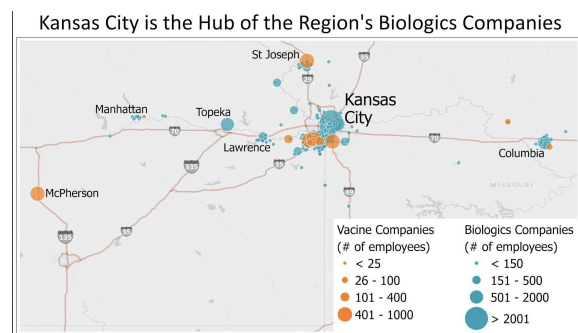 Kansas City is the Hub of the Region's Biologics Companies
St Joseph
35
29
Manhattan
Topeka
Kansas
City
70
70
Lawrence
Columbia
35
335
McPherson
MISSOURI
49
35
135
Vacine Companies
(# of employees)
< 25
26 - 100
101 - 400
401 - 1000
Biologics Companies
(# of employees)
< 150
151 - 500
501 - 2000
> 2001